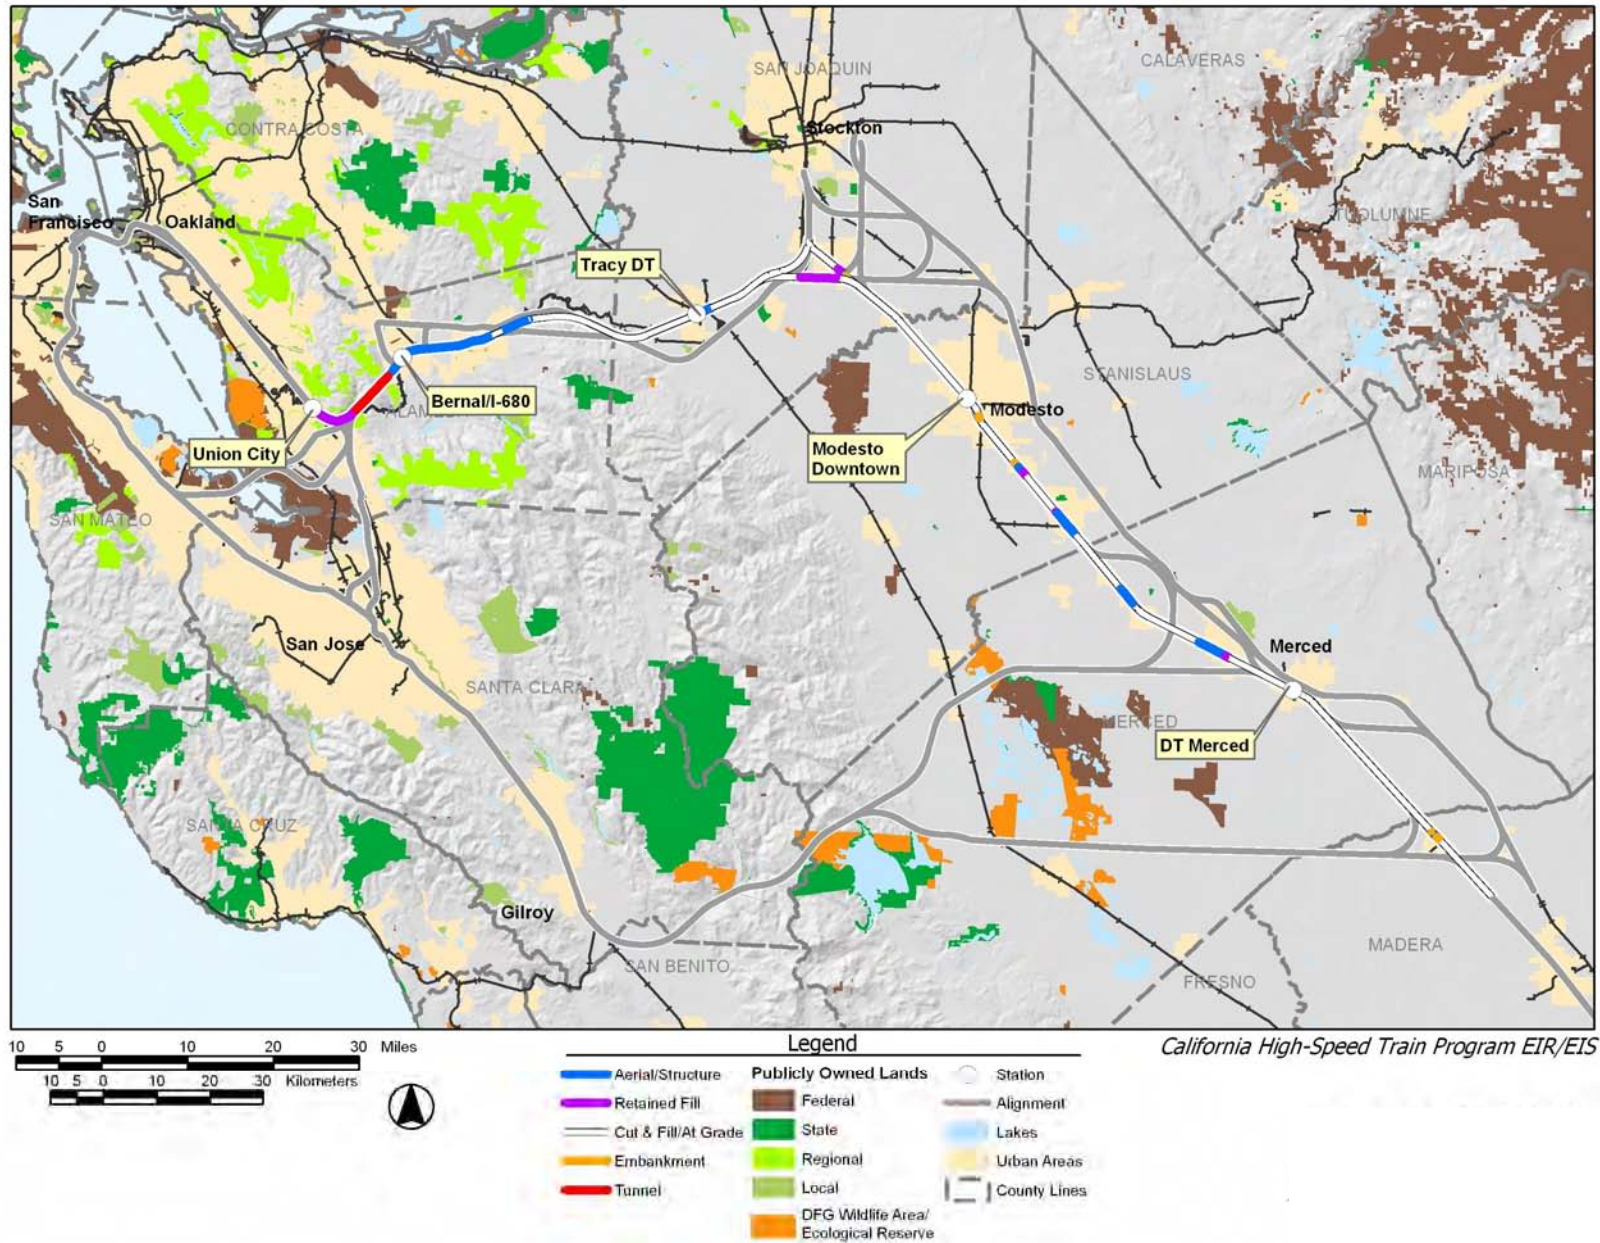 CALAVERAS
SAN JOAQUIN
Stockton
CONTRA COSTA
San
Francisco
Oakland
TUOLUMNE
Tracy DT
STANISLAUS
Bernal/I-680
ALAMEDA
Modesto
Union City
Modesto
Downtown
MARIPOSA
SAN MATEO
San Jose
Merced
SANTA CLARA
MERCED
DT Merced
SANTA CRUZ
Gilroy
MADERA
SAN BENITO
FRESNO
10 5 0 10 20 30 Miles
10 5 0 10 20 30 Kilometers
Legend
California High-Speed Train Program EIR/EIS
Aerial/Structure
Retained Fill
Cut & Fill/At Grade
Embankment
Tunnel
Publicly Owned Lands
Federal
State
Regional
Local
DFG Wildlife Area/
Ecological Reserve
Station
Alignment
Lakes
Urban Areas
County Lines